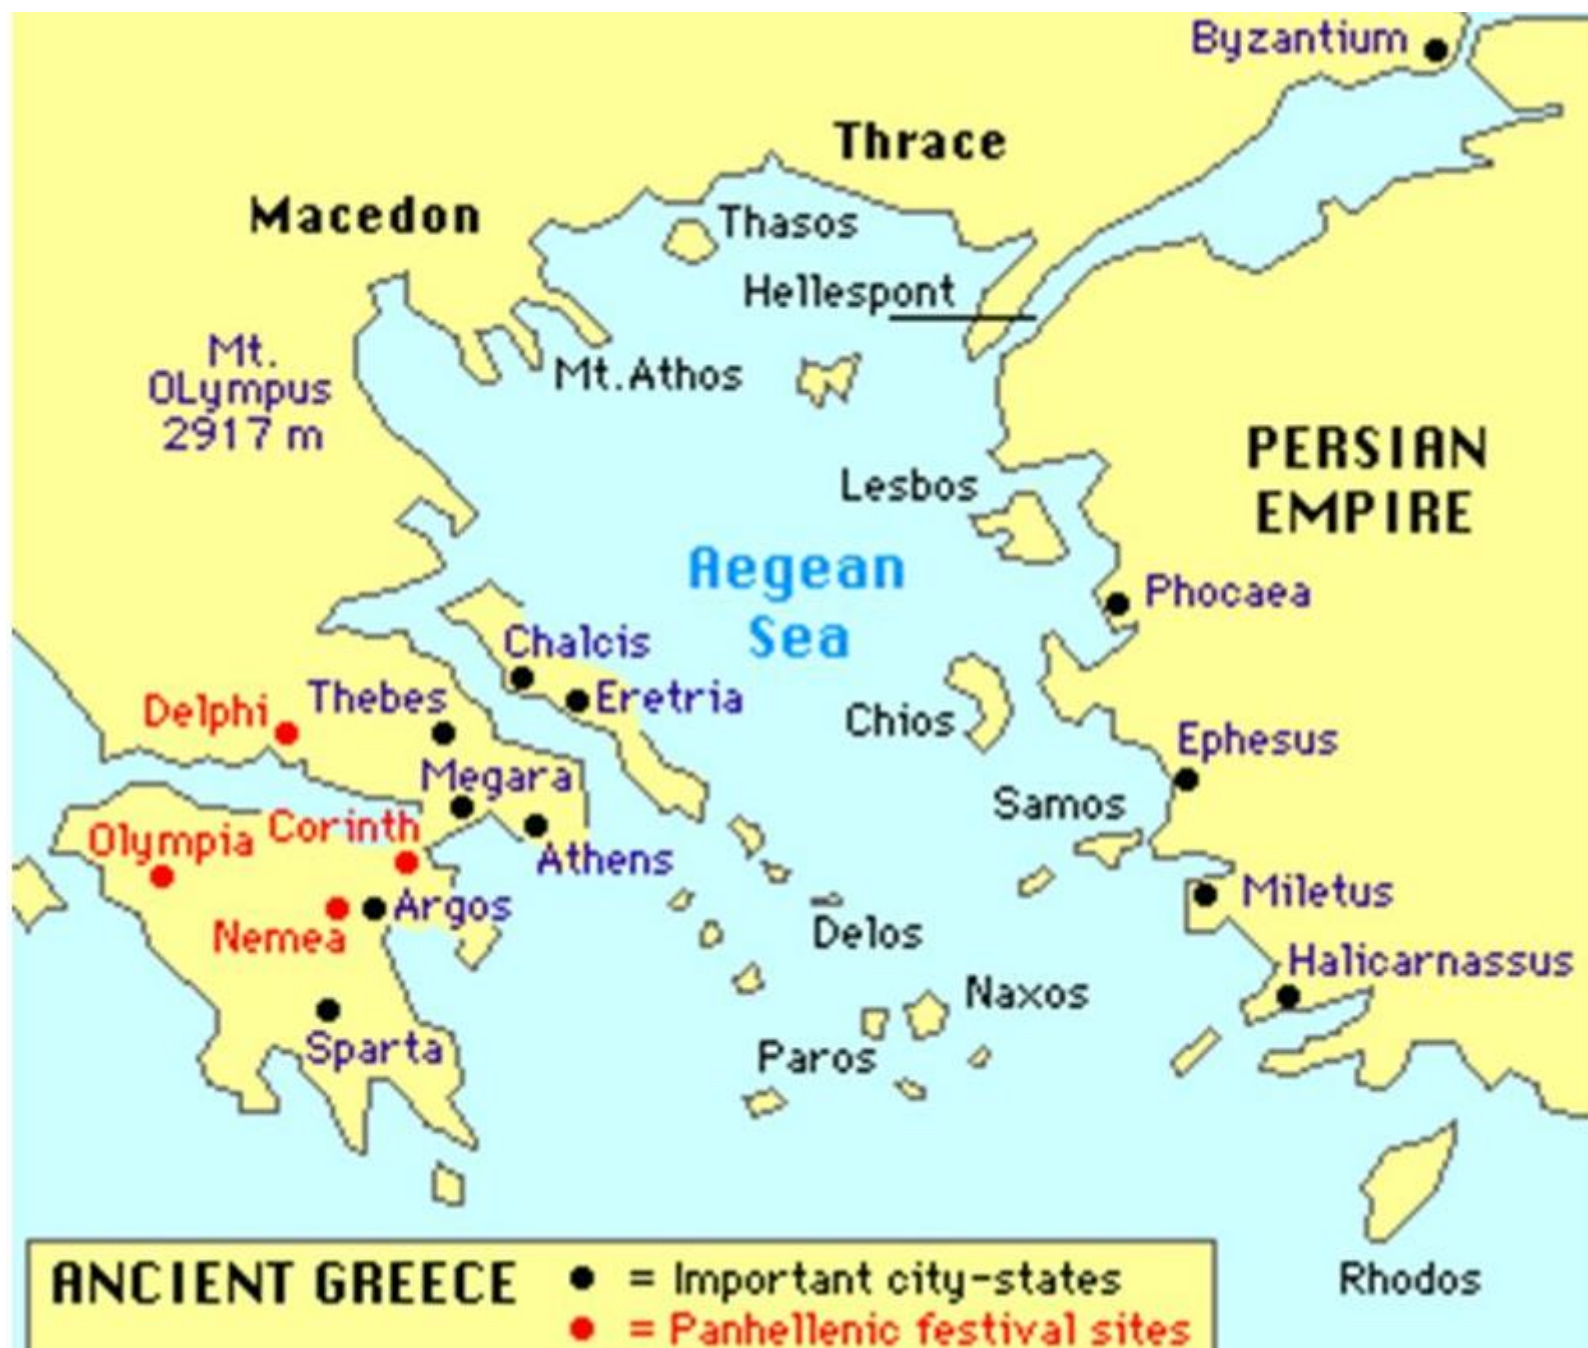 Byzantium
Thrace
Macedon
Thasos
Hellespont
Mt.
OLympus
2917 m
Mt.Athos
PERSIAN
EMPIRE
Lesbos
Aegean
Sea
Phocaea
Chalcis
Eretria
Thebes
Delphi
Chios
Ephesus
Megara
Samos
Corinth
Olympia
Athens
Miletus
Argos
Nemea
Delos
Halicarnassus
Naxos
Sparta
Paros
Rhodos
ANCIENT GREECE
= Important city-states
= Panhellenic festival sites